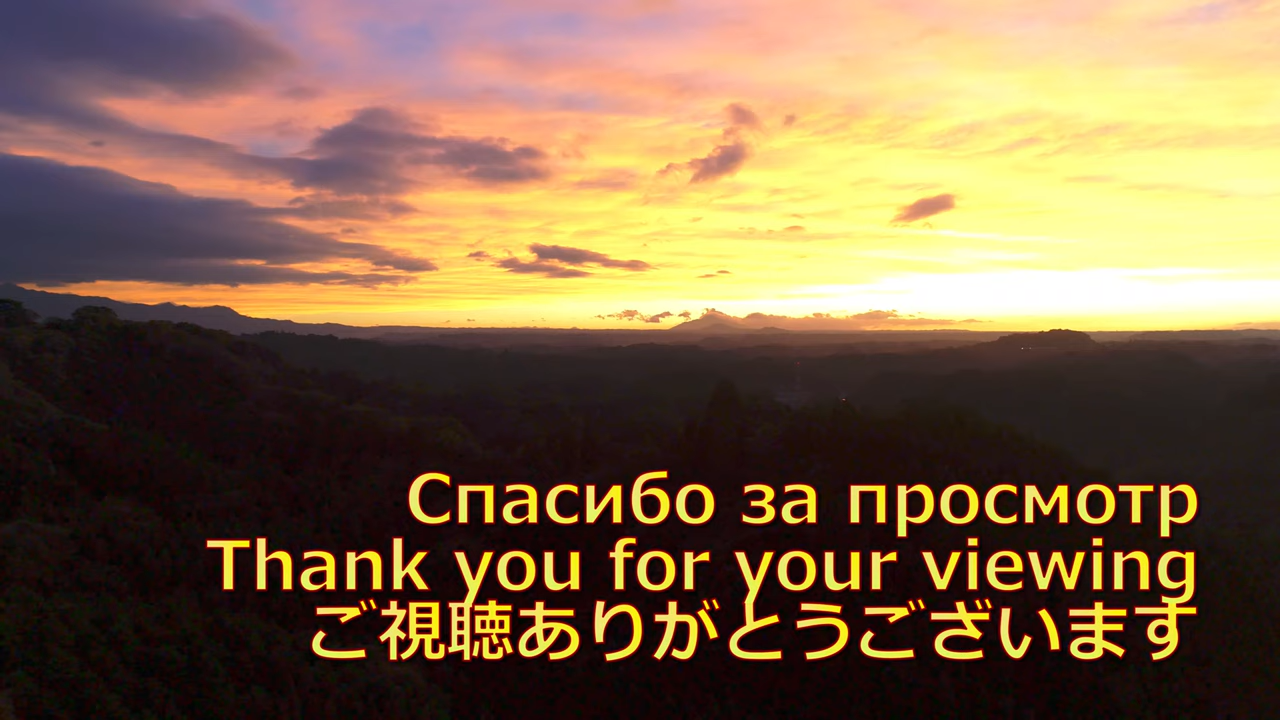 Спасибо за просмотр
Thank you for your viewing
ご視聴ありがとうございます